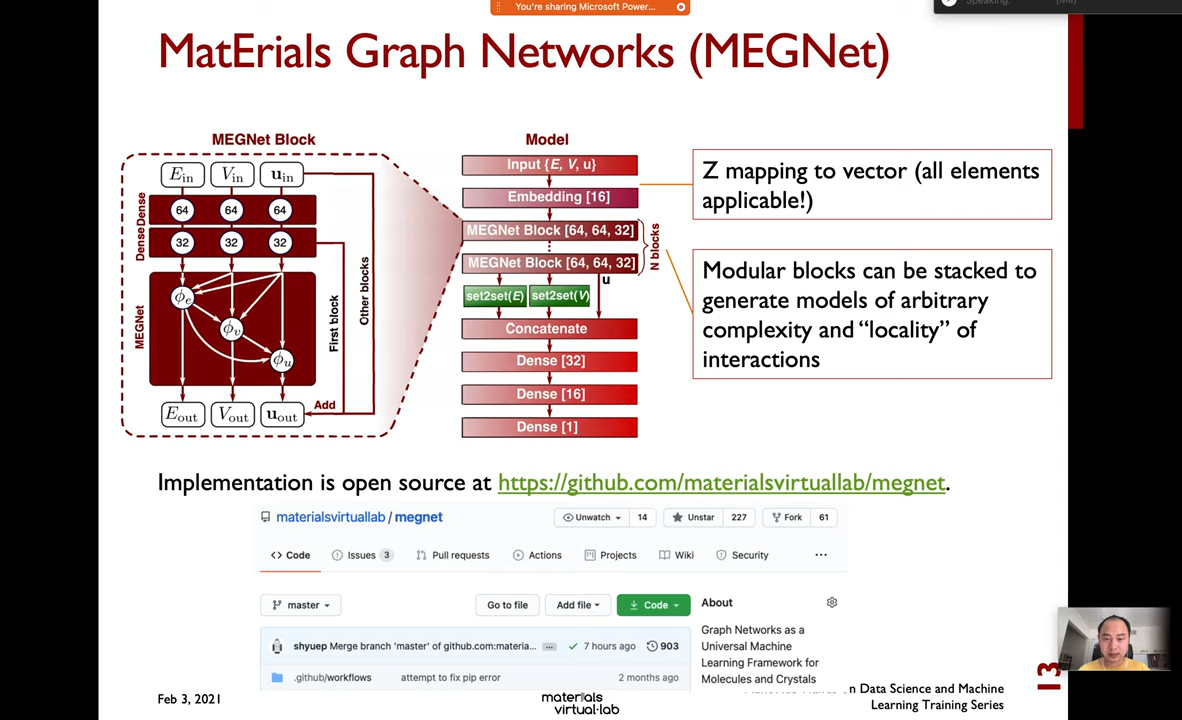 You're sharing Microsoft Power...
Speaking:
MatErials Graph Networks (MEGNet)
MEGNet Block
E_in
V_in
u_in
Dense
64
64
64
Dense
32
32
32
MEGNet
ϕ_e
ϕ_v
ϕ_u
First block
Other blocks
Add
E_out
V_out
u_out
Model
Input {E, V, u}
Embedding [16]
MEGNet Block [64, 64, 32]
⋮
MEGNet Block [64, 64, 32]
N blocks
u
set2set(E)
set2set(V)
Concatenate
Dense [32]
Dense [16]
Dense [1]
Z mapping to vector (all elements
applicable!)
Modular blocks can be stacked to
generate models of arbitrary
complexity and “locality” of
interactions
Implementation is open source at https://github.com/materialsvirtuallab/megnet.
materialsvirtuallab / megnet
Unwatch 14
Unstar 227
Fork 61
Code
Issues 3
Pull requests
Actions
Projects
Wiki
Security
...
master
Go to file
Add file
Code
shyuep Merge branch 'master' of github.com:materia... ... 7 hours ago 903
.github/workflows attempt to fix pip error 2 months ago
About
Graph Networks as a
Universal Machine
Learning Framework for
Molecules and Crystals
Feb 3, 2021
materials
virtual·lab
n Data Science and Machine
Learning Training Series
13